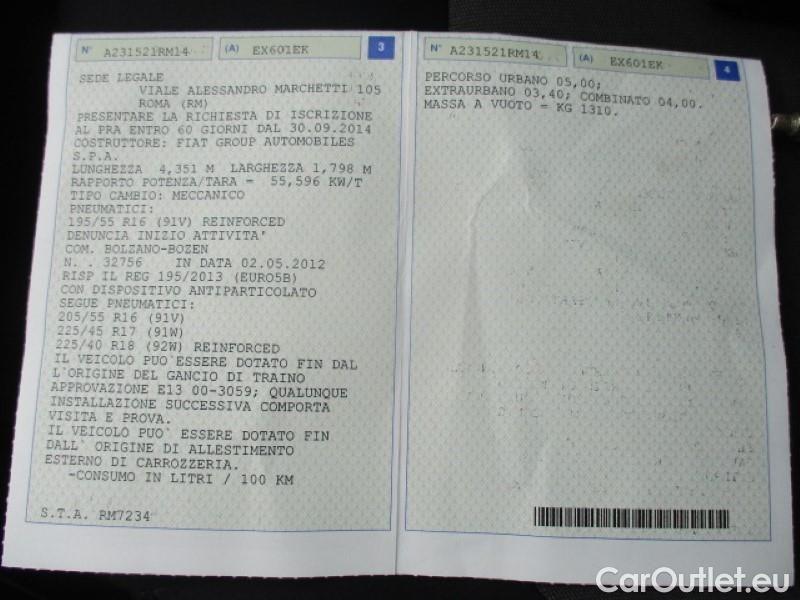 N° A231521RM14 (A) EX601EK 3
SEDE LEGALE
VIALE ALESSANDRO MARCHETTI 105
ROMA (RM)
PRESENTARE LA RICHIESTA DI ISCRIZIONE
AL PRA ENTRO 60 GIORNI DAL 30.09.2014
COSTRUTTORE: FIAT GROUP AUTOMOBILES
S.P.A.
LUNGHEZZA 4,351 M LARGHEZZA 1,798 M
RAPPORTO POTENZA/TARA = 55,596 KW/T
TIPO CAMBIO: MECCANICO
PNEUMATICI:
195/55 R16 (91V) REINFORCED
DENUNCIA INIZIO ATTIVITA'
COM. BOLZANO-BOZEN
N. . 32756 IN DATA 02.05.2012
RISP IL REG 195/2013 (EURO5B)
CON DISPOSITIVO ANTIPARTICOLATO
SEGUE PNEUMATICI:
205/55 R16 (91V)
225/45 R17 (91W)
225/40 R18 (92W) REINFORCED
IL VEICOLO PUO`ESSERE DOTATO FIN DAL
L'ORIGINE DEL GANCIO DI TRAINO
APPROVAZIONE E13 00-3059; QUALUNQUE
INSTALLAZIONE SUCCESSIVA COMPORTA
VISITA E PROVA.
IL VEICOLO PUO` ESSERE DOTATO FIN
DALL` ORIGINE DI ALLESTIMENTO
ESTERNO DI CARROZZERIA.
-CONSUMO IN LITRI / 100 KM
S.T.A. RM7234
N° A231521RM14 (A) EX601EK 4
PERCORSO URBANO 05,00;
EXTRAURBANO 03,40; COMBINATO 04,00.
MASSA A VUOTO = KG 1310.
CarOutlet.eu